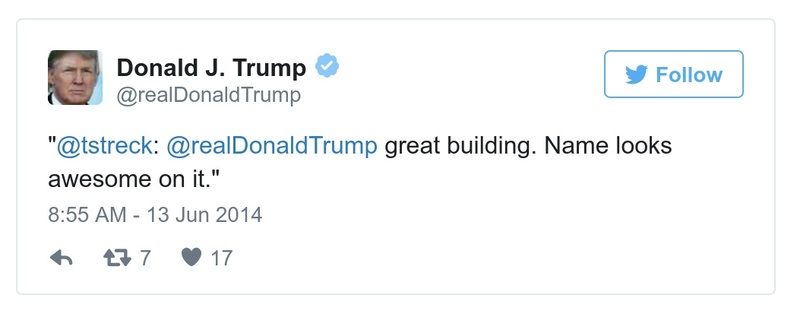 Donald J. Trump
@realDonaldTrump
Follow
"@tstreck: @realDonaldTrump great building. Name looks
awesome on it."
8:55 AM - 13 Jun 2014
7 17